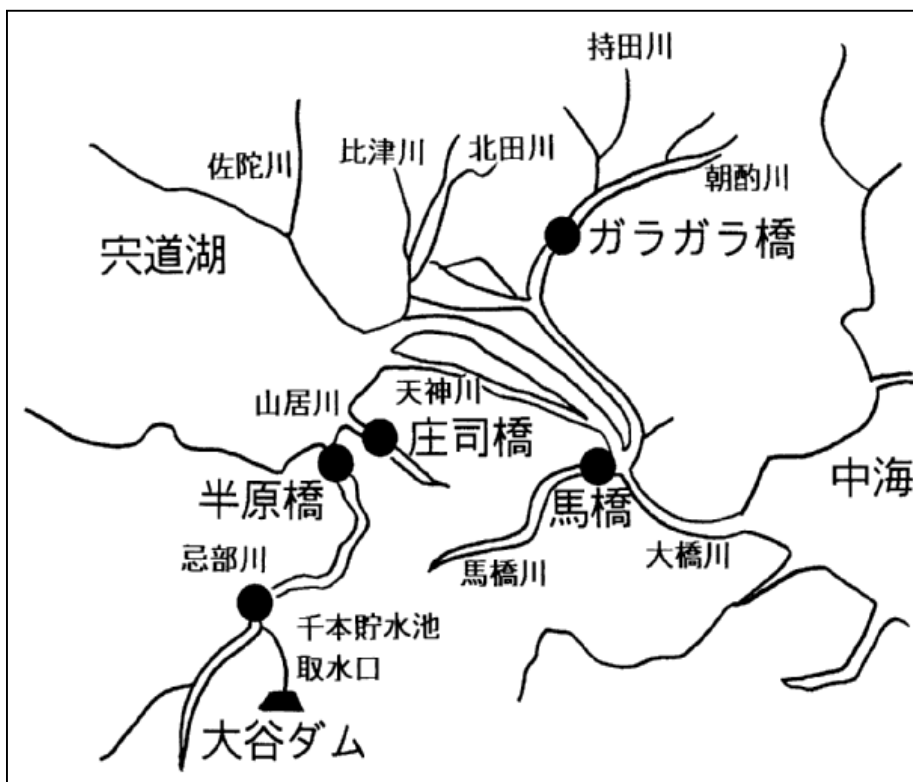 持田川
佐陀川
比津川
北田川
朝酌川
宍道湖
ガラガラ橋
山居川
天神川
庄司橋
半原橋
馬橋
中海
忌部川
馬橋川
大橋川
千本貯水池
取水口
大谷ダム